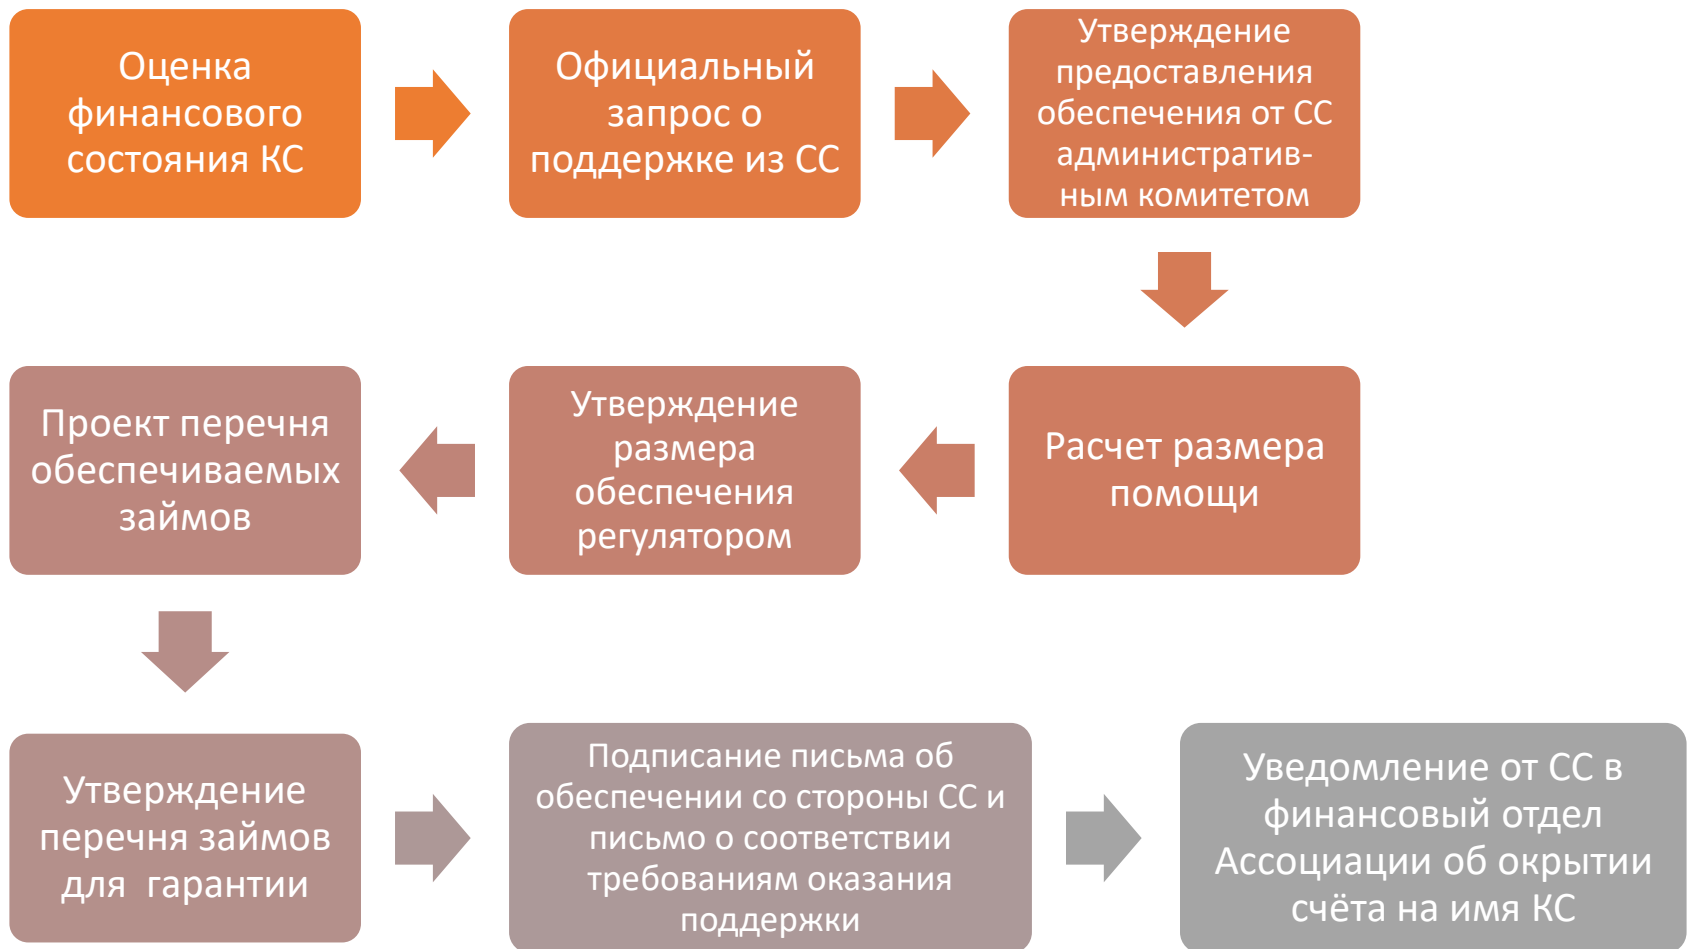 Оценка
финансового
состояния КС
Официальный
запрос о
поддержке из СС
Утверждение
предоставления
обеспечения от СС
административ-
ным комитетом
Расчет размера
помощи
Утверждение
размера
обеспечения
регулятором
Проект перечня
обеспечиваемых
займов
Утверждение
перечня займов
для  гарантии
Подписание письма об
обеспечении со стороны СС и
письмо о соответствии
требованиям оказания
поддержки
Уведомление от СС в
финансовый отдел
Ассоциации об окрытии
счёта на имя КС